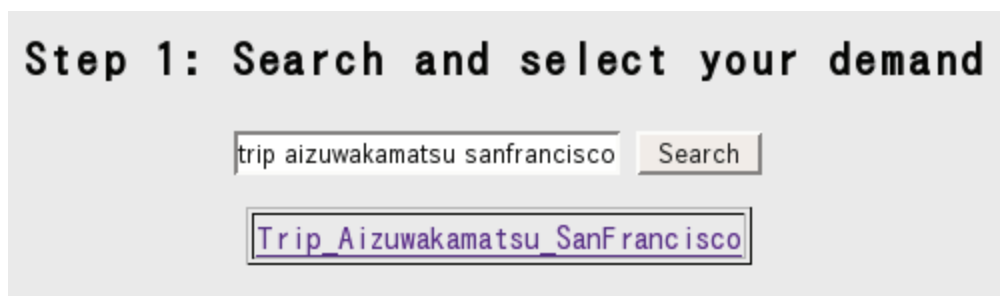 Step 1: Search and select your demand
trip aizuwakamatsu sanfrancisco Search
Trip_Aizuwakamatsu_SanFrancisco